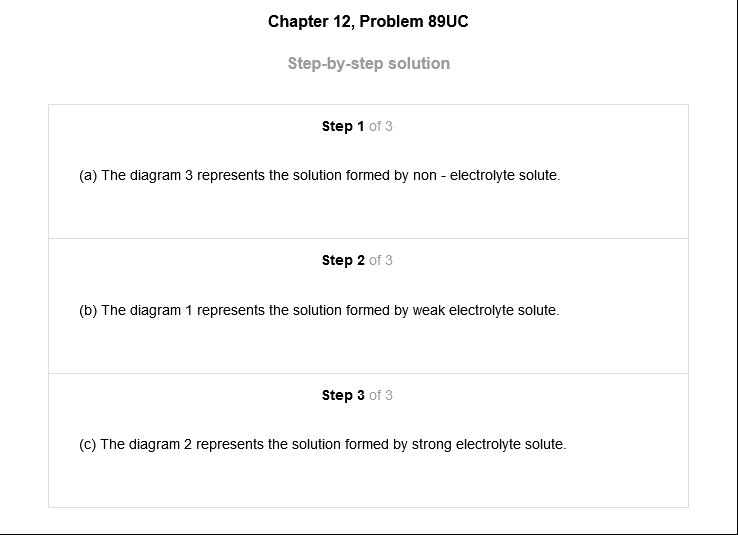 Chapter 12, Problem 89UC
Step-by-step solution
Step 1 of 3
(a) The diagram 3 represents the solution formed by non - electrolyte solute.
Step 2 of 3
(b) The diagram 1 represents the solution formed by weak electrolyte solute.
Step 3 of 3
(c) The diagram 2 represents the solution formed by strong electrolyte solute.